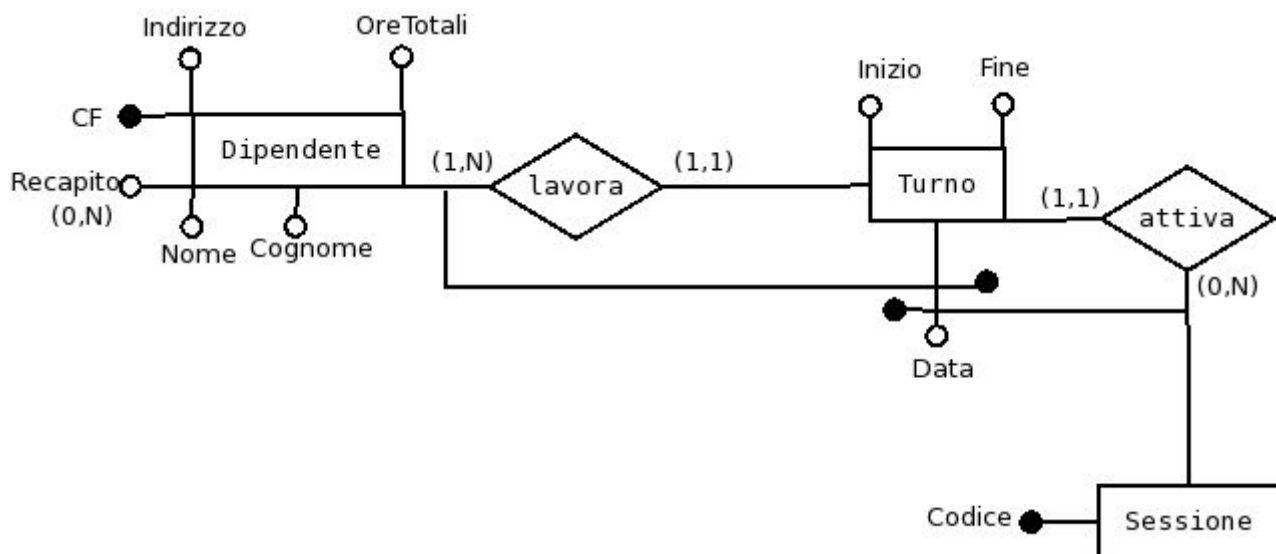 Indirizzo
OreTotali
CF
Dipendente
Recapito
(0,N)
Nome
Cognome
(1,N)
lavora
(1,1)
Inizio
Fine
Turno
(1,1)
attiva
(0,N)
Data
Codice
Sessione